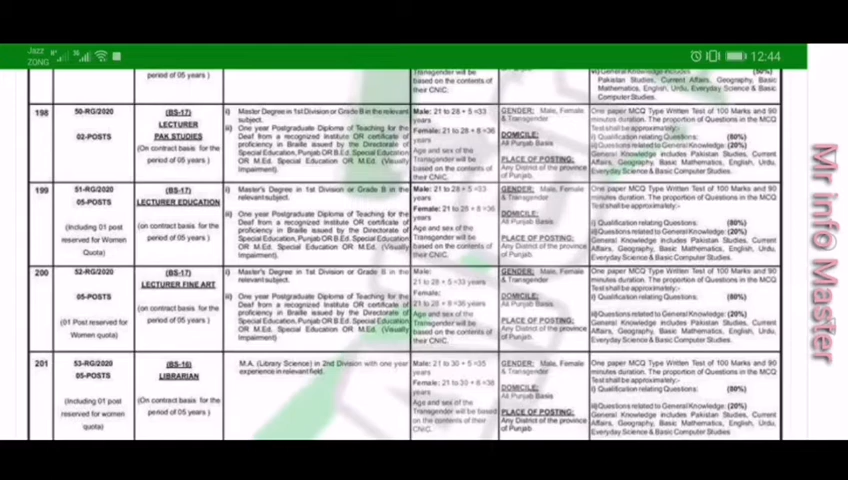 Jazz
ZONG
12:44
period of 05 years )
Transgender will be
based on the contents of
their CNIC.
vi) General Knowledge includes (50%)
Pakistan Studies, Current Affairs, Geography, Basic
Mathematics, English, Urdu, Everyday Science & Basic
Computer Studies.
198
50-RG/2020
02-POSTS
(BS-17)
LECTURER
PAK STUDIES
(On contract basis for the
period of 05 years )
i) Master Degree in 1st Division or Grade B in the relevant
subject.
ii) One year Postgraduate Diploma of Teaching for the
Deaf from a recognized Institute OR certificate of
proficiency in Braille issued by the Directorate of
Special Education, Punjab OR B.Ed. Special Education
OR M.Ed. Special Education OR M.Ed. (Visually
Impairment)
Male: 21 to 28 + 5 =33
years
Female: 21 to 28 + 8 =36
years
Age and sex of the
Transgender will be
based on the contents of
their CNIC.
GENDER: Male, Female
& Transgender
DOMICILE:
All Punjab Basis
PLACE OF POSTING:
Any District of the province
of Punjab.
One paper MCQ Type Written Test of 100 Marks and 90
minutes duration. The proportion of Questions in the MCQ
Test shall be approximately:-
i) Qualification relating Questions: (80%)
ii) Questions related to General Knowledge: (20%)
General Knowledge includes Pakistan Studies, Current
Affairs, Geography, Basic Mathematics, English, Urdu,
Everyday Science & Basic Computer Studies.
199
51-RG/2020
05-POSTS
(Including 01 post
reserved for Women
Quota)
(BS-17)
LECTURER EDUCATION
(on contract basis for the
period of 05 years )
i) Master's Degree in 1st Division or Grade B in the
relevant subject.
ii) One year Postgraduate Diploma of Teaching for the
Deaf from a recognized Institute OR certificate of
proficiency in Braille issued by the Directorate of
Special Education, Punjab OR B.Ed. Special Education
OR M.Ed. Special Education OR M.Ed. (Visually
Impairment)
Male: 21 to 28 + 5 =33
years
Female: 21 to 28 + 8 =36
years
Age and sex of the
Transgender will be
based on the contents of
their CNIC.
GENDER: Male, Female
& Transgender
DOMICILE:
All Punjab Basis
PLACE OF POSTING:
Any District of the province
of Punjab.
One paper MCQ Type Written Test of 100 Marks and 90
minutes duration. The proportion of Questions in the MCQ
Test shall be approximately:-
i) Qualification relating Questions: (80%)
ii) Questions related to General Knowledge: (20%)
General Knowledge includes Pakistan Studies, Current
Affairs, Geography, Basic Mathematics, English, Urdu,
Everyday Science & Basic Computer Studies.
200
52-RG/2020
05-POSTS
(01 Post reserved for
Women quota)
(BS-17)
LECTURER FINE ART
(on contract basis for the
period of 05 years )
i) Master's Degree in 1st Division or Grade B in the
relevant subject.
ii) One year Postgraduate Diploma of Teaching for the
Deaf from a recognized Institute OR certificate of
proficiency in Braille issued by the Directorate of
Special Education, Punjab OR B.Ed. Special Education
OR M.Ed. Special Education OR M.Ed. (Visually
Impairment)
Male:
21 to 28 + 5 =33 years
Female:
21 to 28 + 8 =36 years
Age and sex of the
Transgender will be
based on the contents of
their CNIC.
GENDER: Male, Female
& Transgender
DOMICILE:
All Punjab Basis
PLACE OF POSTING:
Any District of the province
of Punjab.
One paper MCQ Type Written Test of 100 Marks and 90
minutes duration. The proportion of Questions in the MCQ
Test shall be approximately:-
i) Qualification relating Questions: (80%)
ii) Questions related to General Knowledge: (20%)
General Knowledge includes Pakistan Studies, Current
Affairs, Geography, Basic Mathematics, English, Urdu,
Everyday Science & Basic Computer Studies.
201
53-RG/2020
05-POSTS
(Including 01 post
reserved for women
quota)
(BS-16)
LIBRARIAN
(On contract basis for the
period of 05 years )
M.A. (Library Science) in 2nd Division with one year
experience in relevant field.
Male: 21 to 30 + 5 =35
years
Female: 21 to 30 + 8 =38
years
Age and sex of the
Transgender will be based
on the contents of their
CNIC.
GENDER: Male, Female
& Transgender
DOMICILE:
All Punjab Basis
PLACE OF POSTING:
Any District of the province
of Punjab.
One paper MCQ Type Written Test of 100 Marks and 90
minutes duration. The proportion of Questions in the MCQ
Test shall be approximately:-
i) Qualification relating Questions: (80%)
ii) Questions related to General Knowledge: (20%)
General Knowledge includes Pakistan Studies, Current
Affairs, Geography, Basic Mathematics, English, Urdu,
Everyday Science & Basic Computer Studies.
Mr info Master